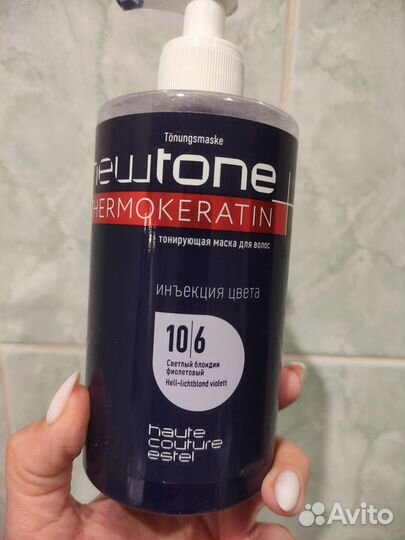 Tönungsmaske
newtone
THERMOKERATIN
тонирующая маска для волос
инъекция цвета
10|6
Светлый блондин
фиолетовый
Hell-lichtblond violett
haute
couture
estel
Avito